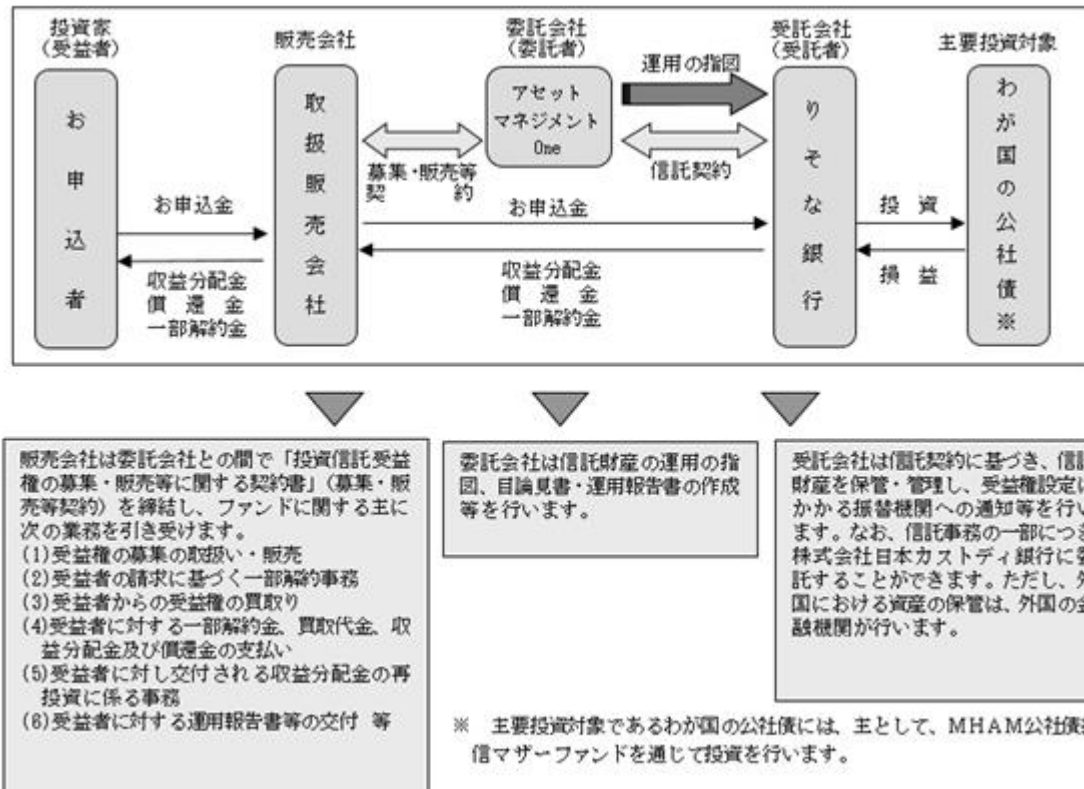 投資家
(受益者)
販売会社
委託会社
(委託者)
受託会社
(受託者)
主要投資対象
お申込者
取扱販売会社
アセット
マネジメント
One
運用の指図
りそな銀行
わが国の公社債※
募集・販売等
契約
信託契約
お申込金
お申込金
投資
収益分配金
償還金
一部解約金
収益分配金
償還金
一部解約金
損益
販売会社は委託会社との間で「投資信託受益
権の募集・販売等に関する契約書」(募集・販
売等契約)を締結し、ファンドに関する主に
次の業務を引き受けます。
(1)受益権の募集の取扱い・販売
(2)受益者の請求に基づく一部解約事務
(3)受益者からの受益権の買取り
(4)受益者に対する一部解約金、買取代金、収
益分配金及び償還金の支払い
(5)受益者に対し交付される収益分配金の再
投資に係る事務
(6)受益者に対する運用報告書等の交付 等
委託会社は信託財産の運用の指
図、目論見書・運用報告書の作成
等を行います。
受託会社は信託契約に基づき、信託
財産を保管・管理し、受益権設定に
かかる振替機関への通知等を行い
ます。なお、信託事務の一部につき
株式会社日本カストディ銀行に委
託することができます。ただし、外
国における資産の保管は、外国の金
融機関が行います。
※ 主要投資対象であるわが国の公社債には、主として、MHAM公社債投
信マザーファンドを通じて投資を行います。